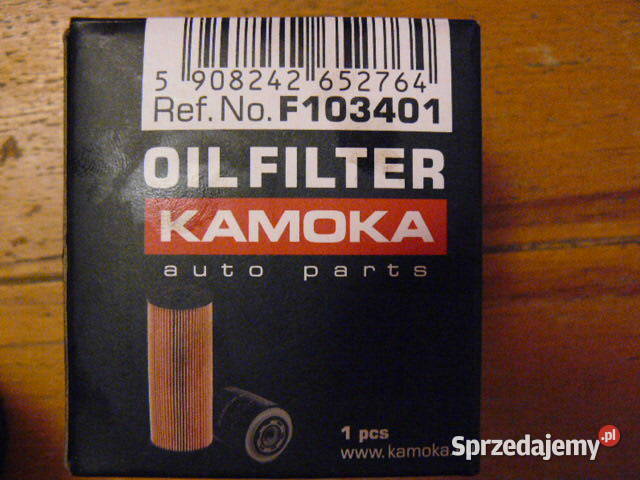 5 908242 652764
Ref. No. F103401
OIL FILTER
KAMOKA
auto parts
1 pcs
www.kamoka.
Sprzedajemy.pl